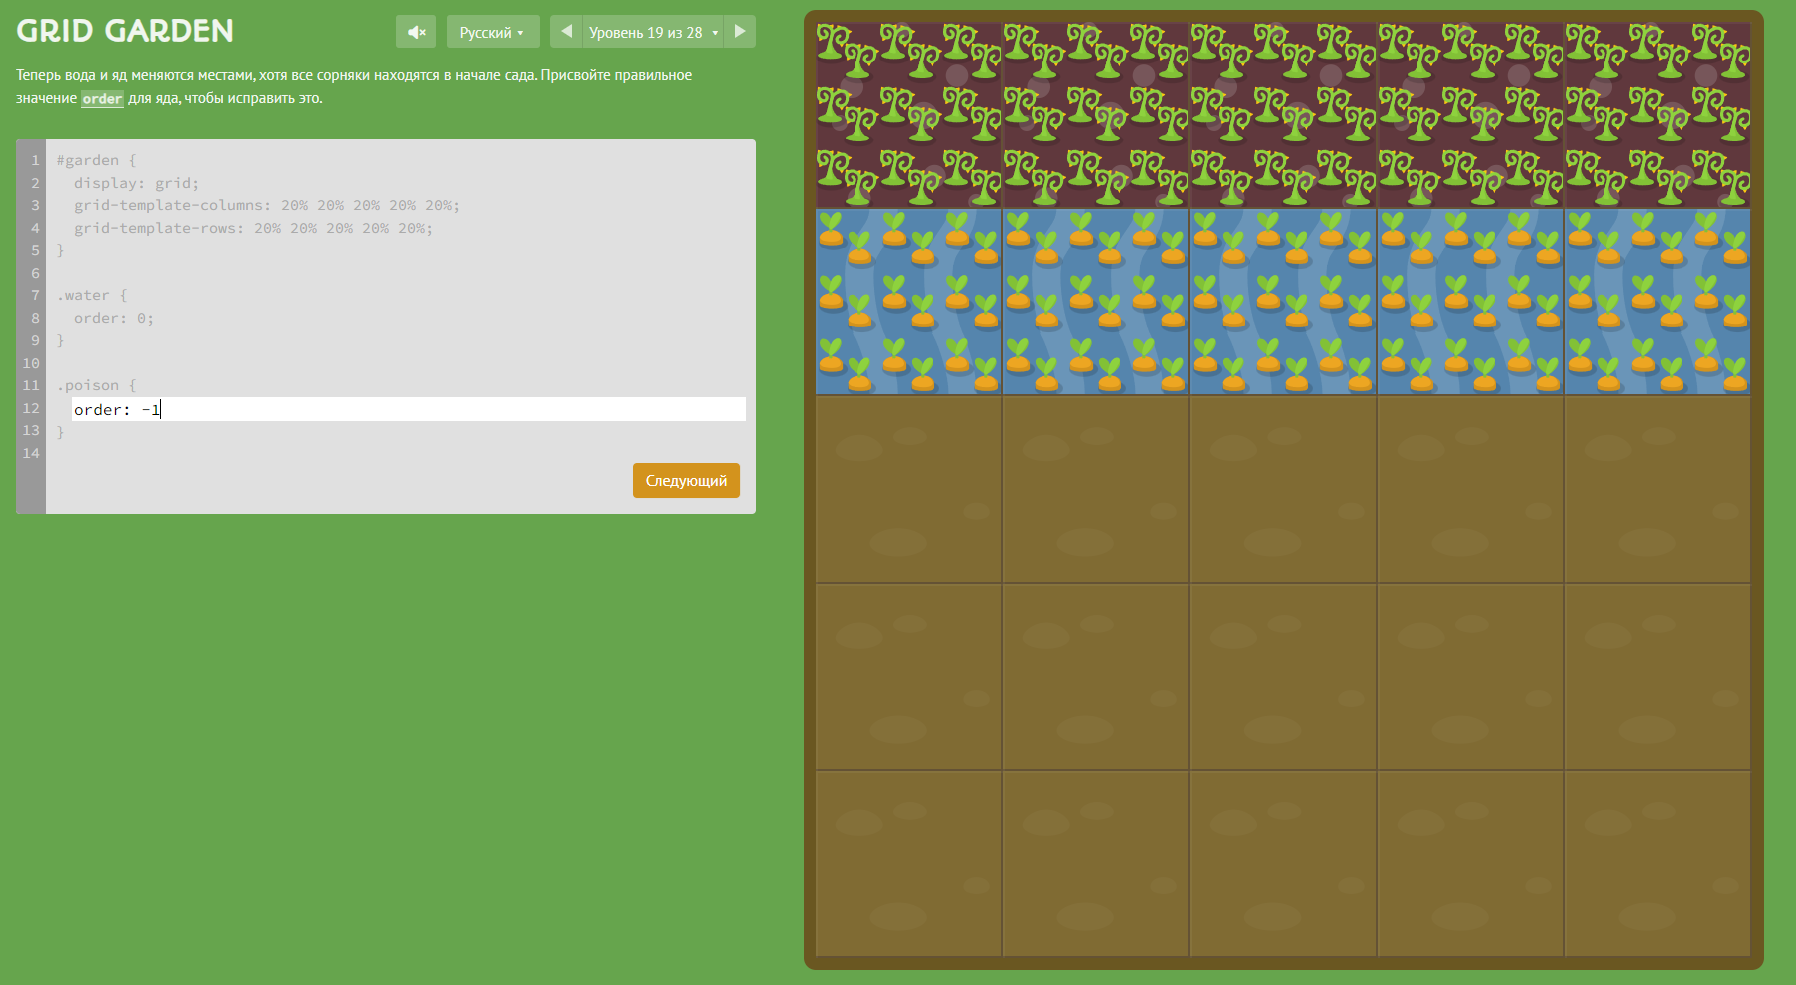 GRID GARDEN
Русский
Уровень 19 из 28
Теперь вода и яд меняются местами, хотя все сорняки находятся в начале сада. Присвойте правильное
значение order для яда, чтобы исправить это.
1 #garden {
2 display: grid;
3 grid-template-columns: 20% 20% 20% 20% 20%;
4 grid-template-rows: 20% 20% 20% 20% 20%;
5 }
6
7 .water {
8 order: 0;
9 }
10
11 .poison {
12 order: -1
13 }
14
Следующий